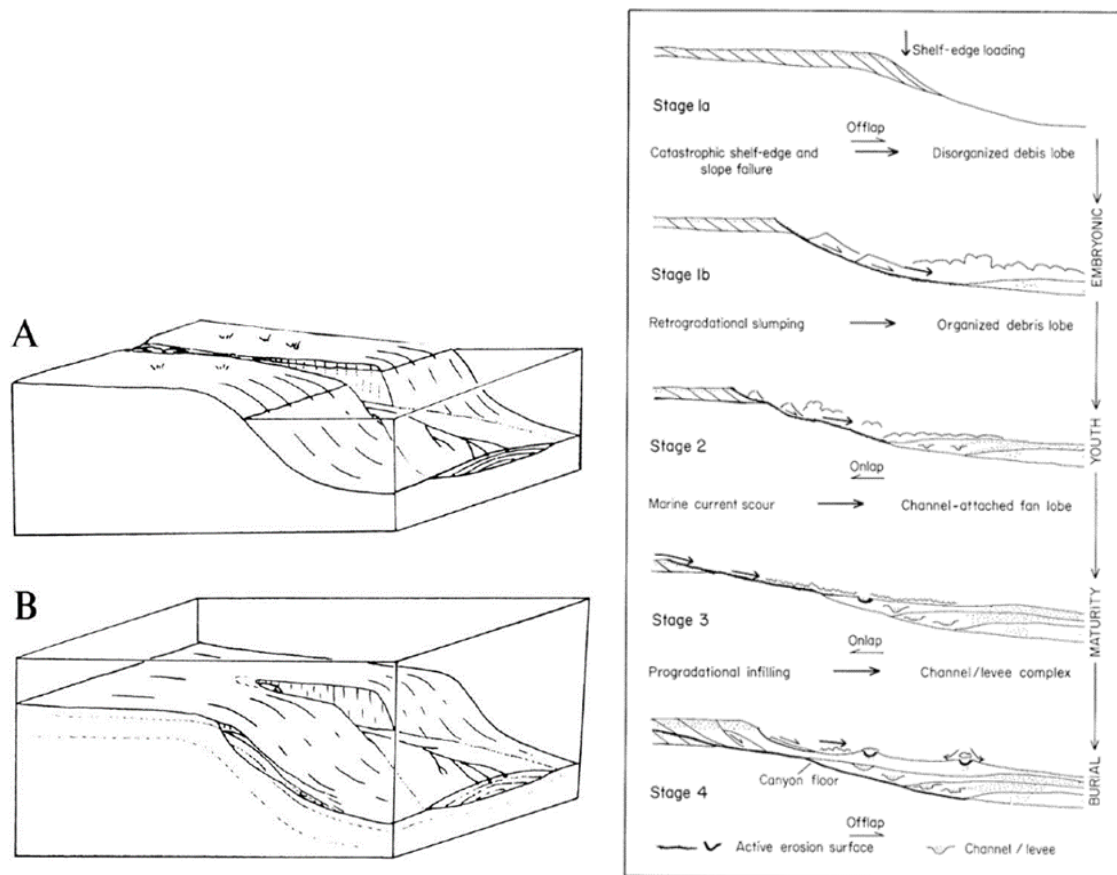 A
B
Shelf-edge loading
Stage 1a
Offlap
Catastrophic shelf-edge and
slope failure
Disorganized debis lobe
Stage 1b
Retrogradational slumping
Organized debris lobe
Stage 2
Onlap
Marine current scour
Channel-attached fan lobe
Stage 3
Onlap
Progradational infilling
Channel/levee complex
Canyon floor
Stage 4
Offlap
Active erosion surface
Channel / levee
EMBRYONIC
YOUTH
MATURITY
BURIAL